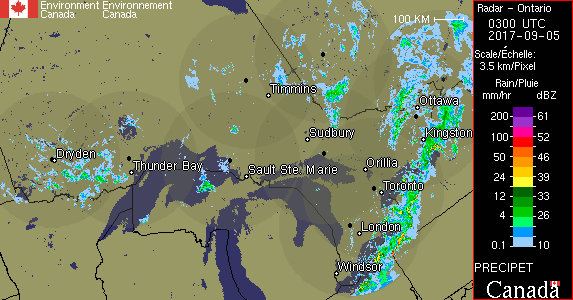 Environment Environnement
Canada Canada
100 KM
Timmins
Ottawa
Sudbury
Kingston
Dryden
Thunder Bay
Sault Ste. Marie
Orillia
Toronto
London
Windsor
Radar - Ontario
0300 UTC
2017-09-05
Scale/Échelle:
3.5 km/Pixel
Rain/Pluie
mm/hr dBZ
200 61
100 52
50 46
24 39
12 33
4 26
0.1 10
PRECIPET
Canada